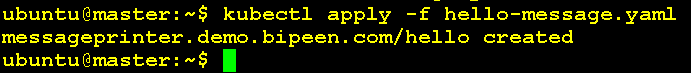 ubuntu@master:~$ kubectl apply -f hello-message.yaml
messageprinter.demo.bipeen.com/hello created
ubuntu@master:~$